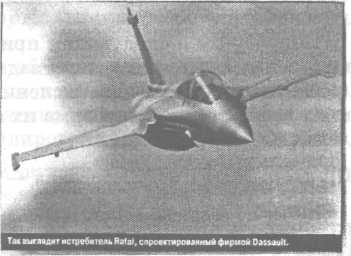 Так выглядит истребитель Rafal, спроектированный фирмой Dassault.